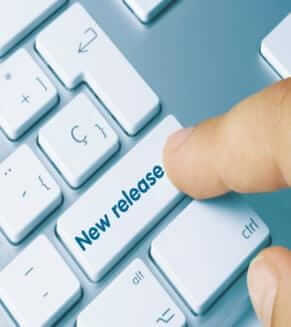 ↵
* ]
+
Ç }
¨ {
´
New release
ctrl
alt
⌥